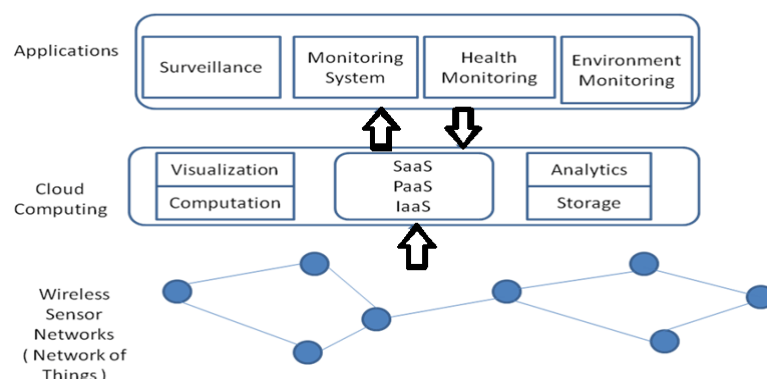 Applications
Surveillance
Monitoring
System
Health
Monitoring
Environment
Monitoring
Cloud
Computing
Visualization
Computation
SaaS
PaaS
IaaS
Analytics
Storage
Wireless
Sensor
Networks
( Network of
Things )